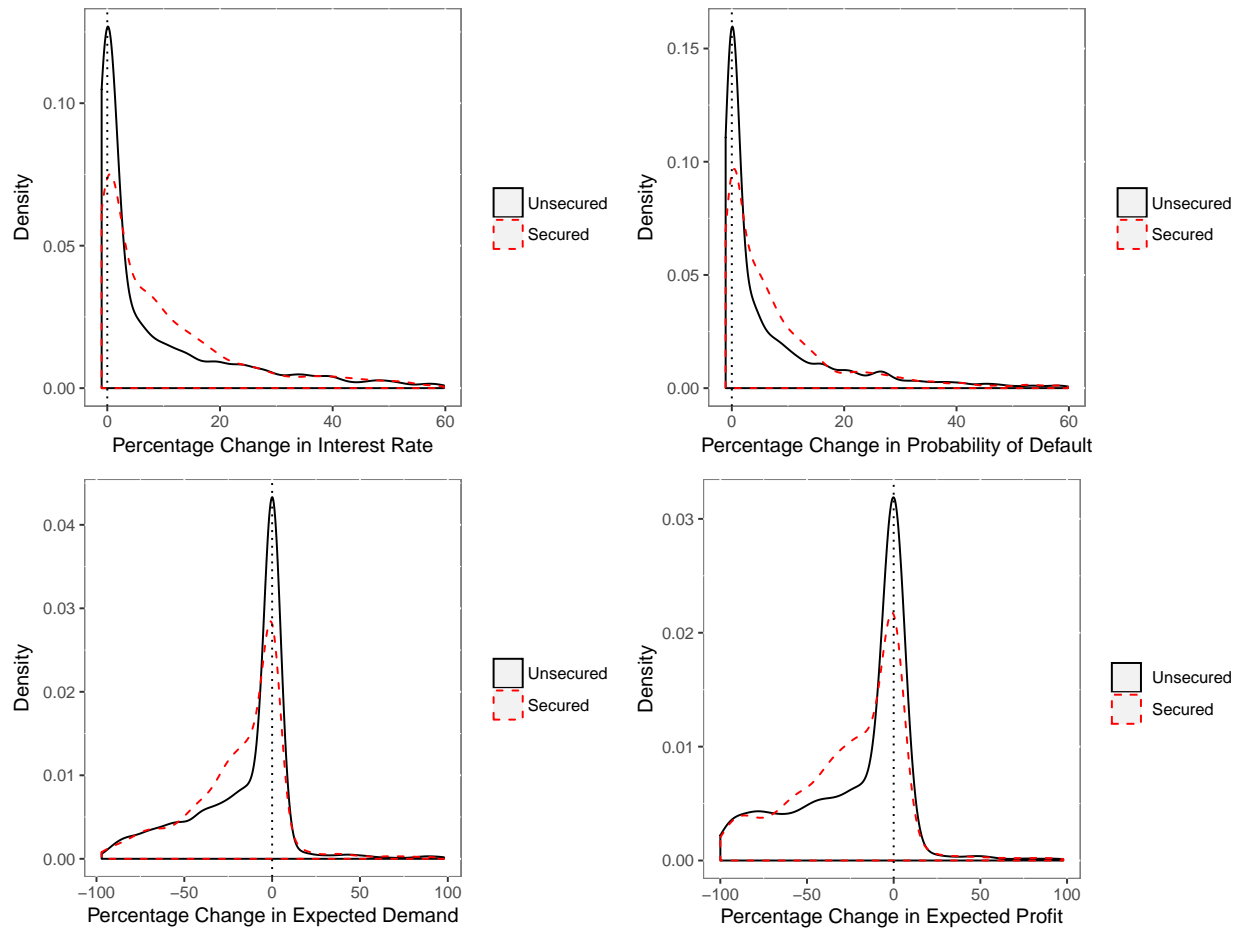 0.10
0.05
0.00
Density
0
20
40
60
Percentage Change in Interest Rate
Unsecured
Secured
0.15
0.10
0.05
0.00
Density
0
20
40
60
Percentage Change in Probability of Default
Unsecured
Secured
0.04
0.03
0.02
0.01
0.00
Density
−100
−50
0
50
100
Percentage Change in Expected Demand
Unsecured
Secured
0.03
0.02
0.01
0.00
Density
−100
−50
0
50
100
Percentage Change in Expected Profit
Unsecured
Secured